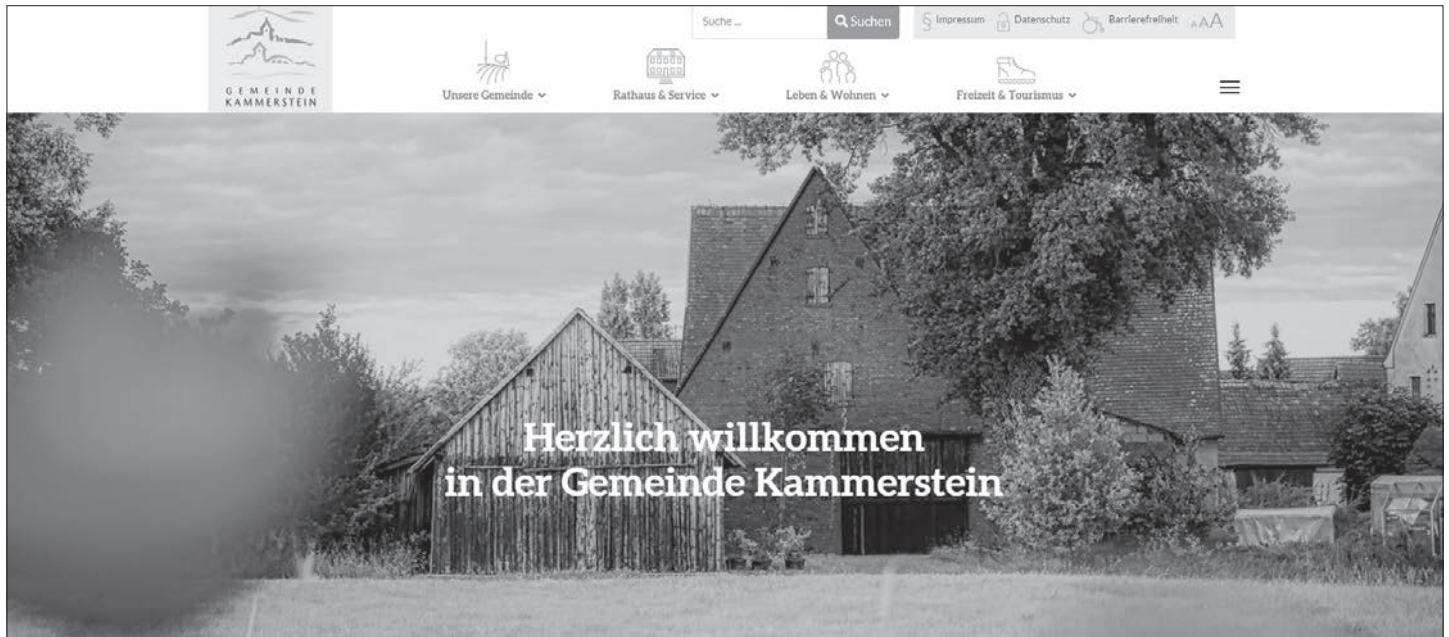 Suche ...
Suchen
§ Impressum
Datenschutz
Barrierefreiheit
AAA
GEMEINDE
KAMMERSTEIN
Unsere Gemeinde
Rathaus & Service
Leben & Wohnen
Freizeit & Tourismus
Herzlich willkommen
in der Gemeinde Kammerstein